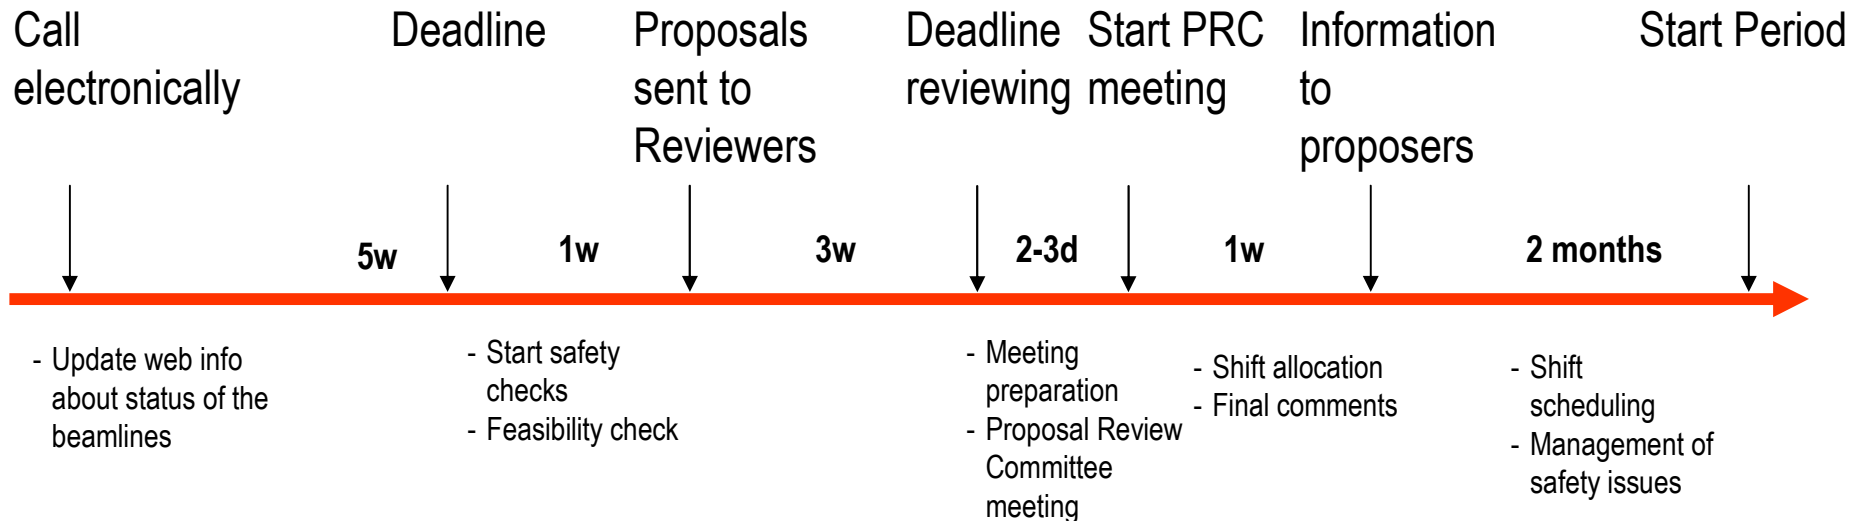 Call
electronically
Deadline
Proposals
sent to
Reviewers
Deadline
reviewing
Start PRC
meeting
Information
to
proposers
Start Period
5w
1w
3w
2-3d
1w
2 months
- Update web info
about status of the
beamlines
- Start safety
checks
- Feasibility check
- Meeting
preparation
- Proposal Review
Committee
meeting
- Shift allocation
- Final comments
- Shift
scheduling
- Management of
safety issues